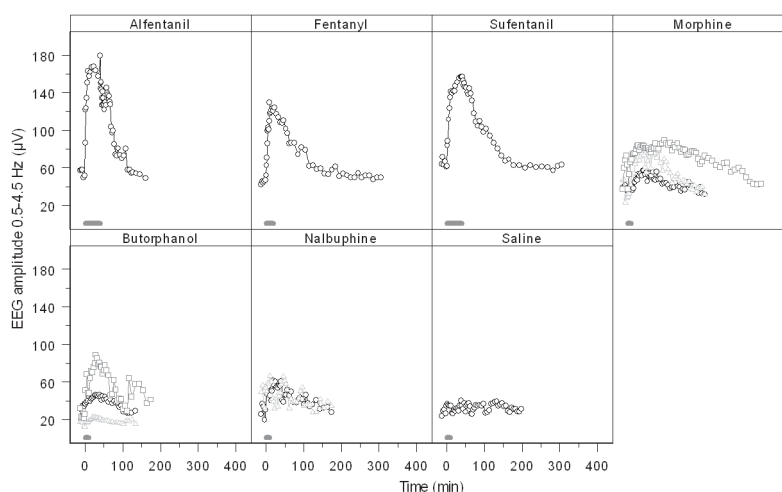 Alfentanil Fentanyl Sufentanil Morphine
180
140
100
60
20
Butorphanol Nalbuphine Saline
180
140
100
60
20
EEG amplitude 0.5-4.5 Hz (µV)
0 100 200 300 400 0 100 200 300 400 0 100 200 300 400
Time (min)